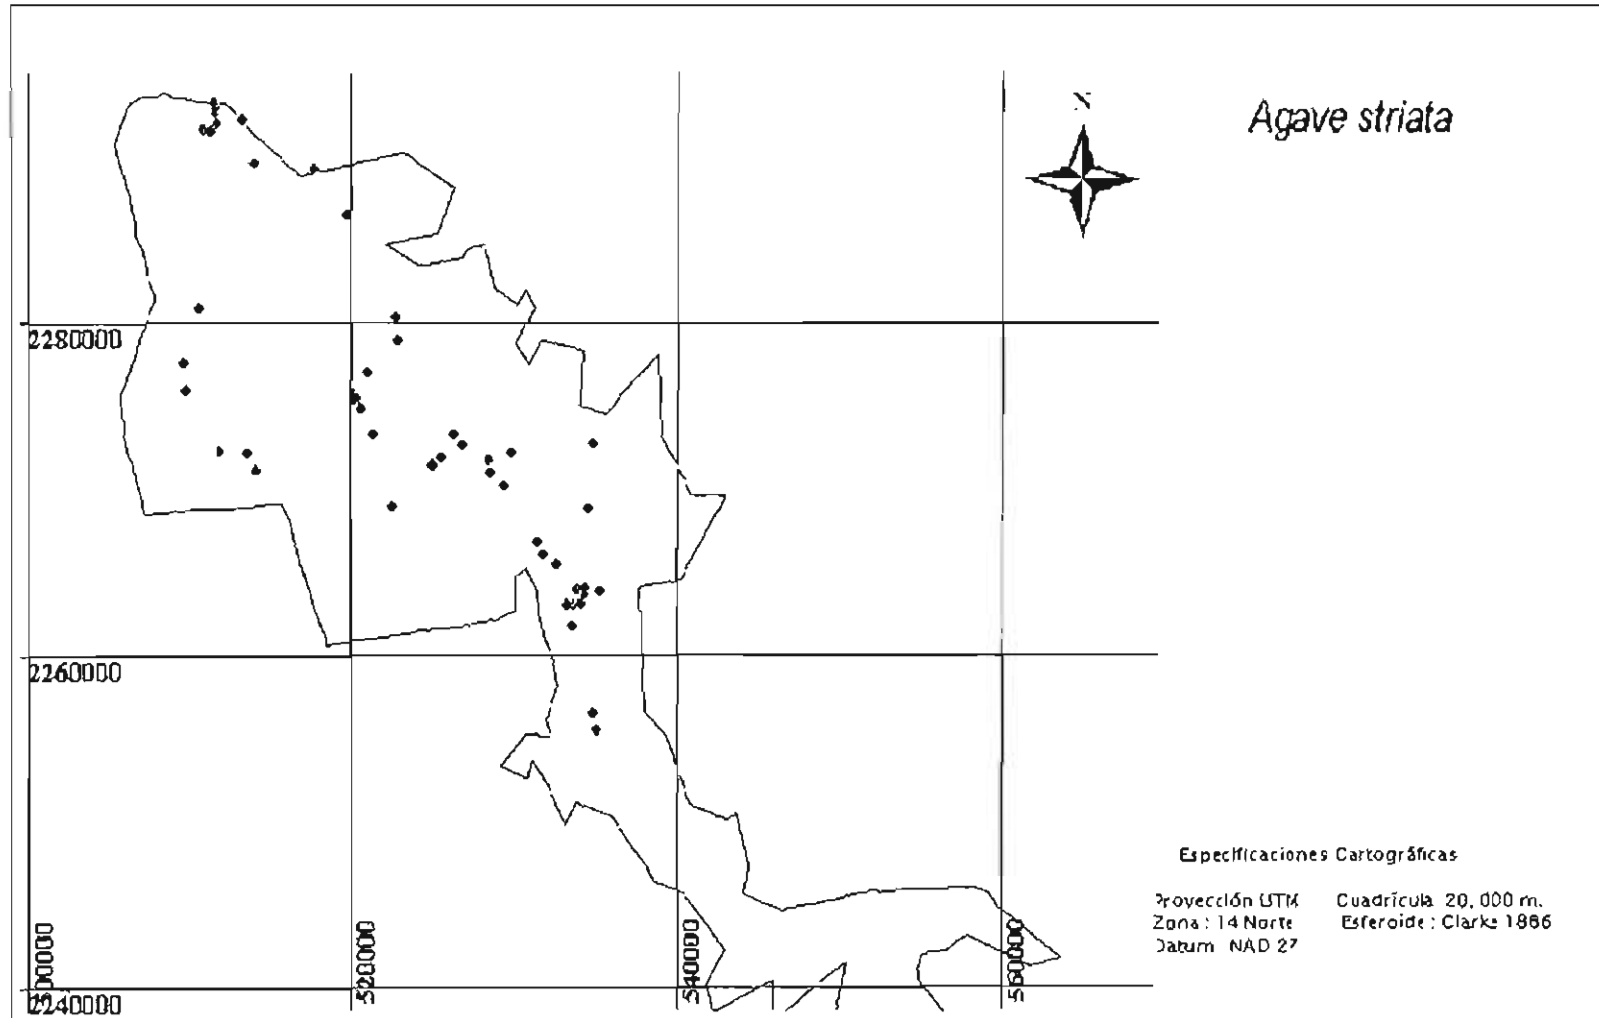 N
Agave striata
2280000
2260000
2240000
500000
520000
540000
560000
Especificaciones Cartográficas
Proyección UTM Cuadrícula 20,000 m.
Zona: 14 Norte Esferoide: Clarke 1866
Datum NAD 27